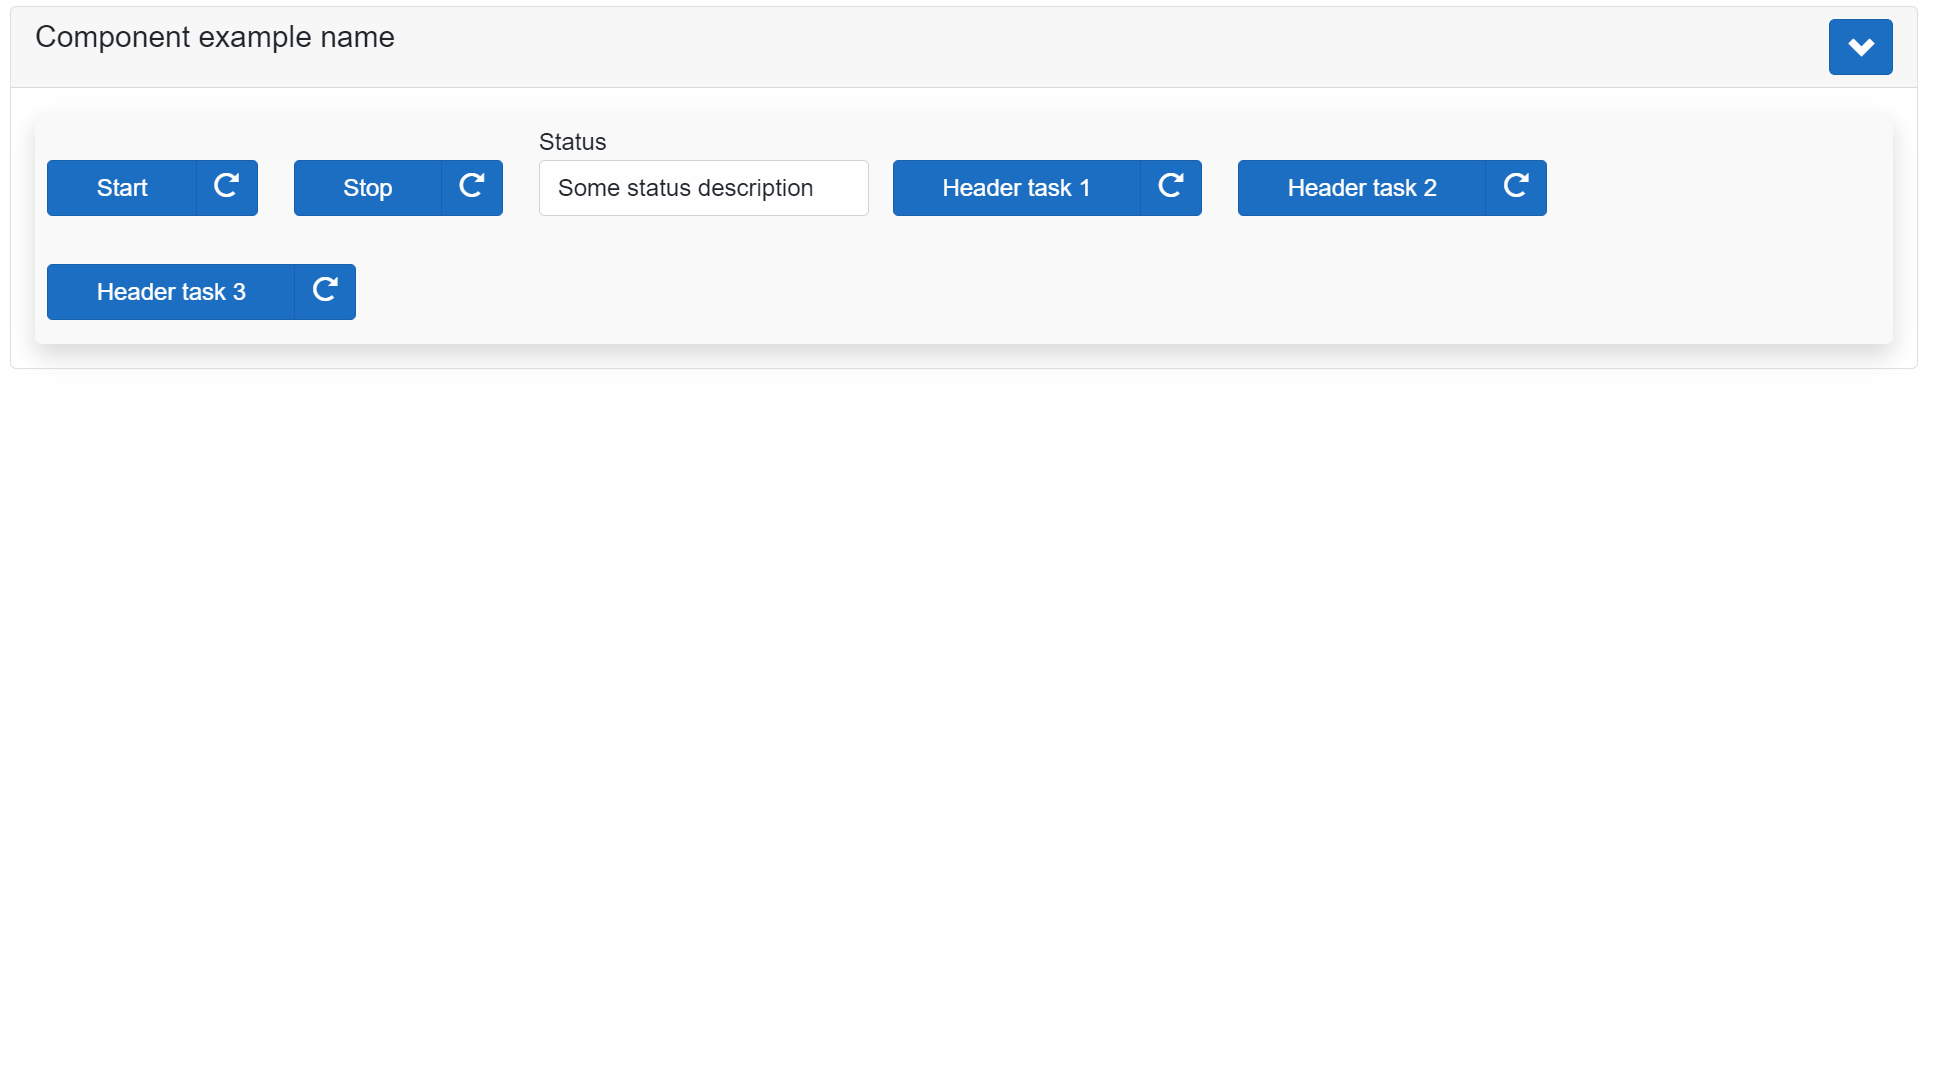 Component example name
Status
Start Stop Some status description Header task 1 Header task 2
Header task 3